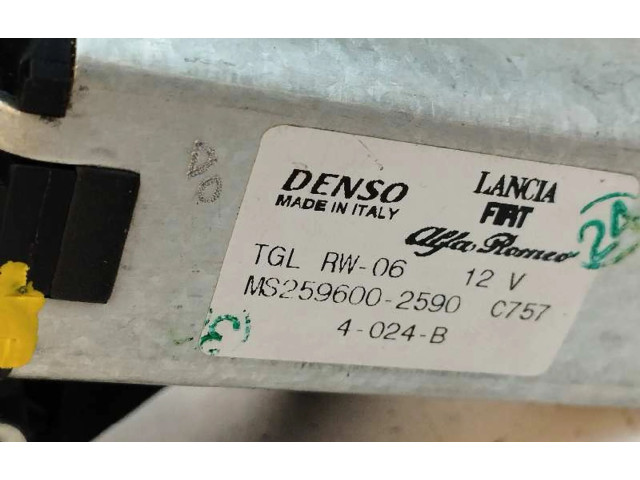 DENSO
MADE IN ITALY
LANCIA
FIAT
Alfa Romeo
TGL RW-06 12 V
MS259600-2590 C757
4-024-B